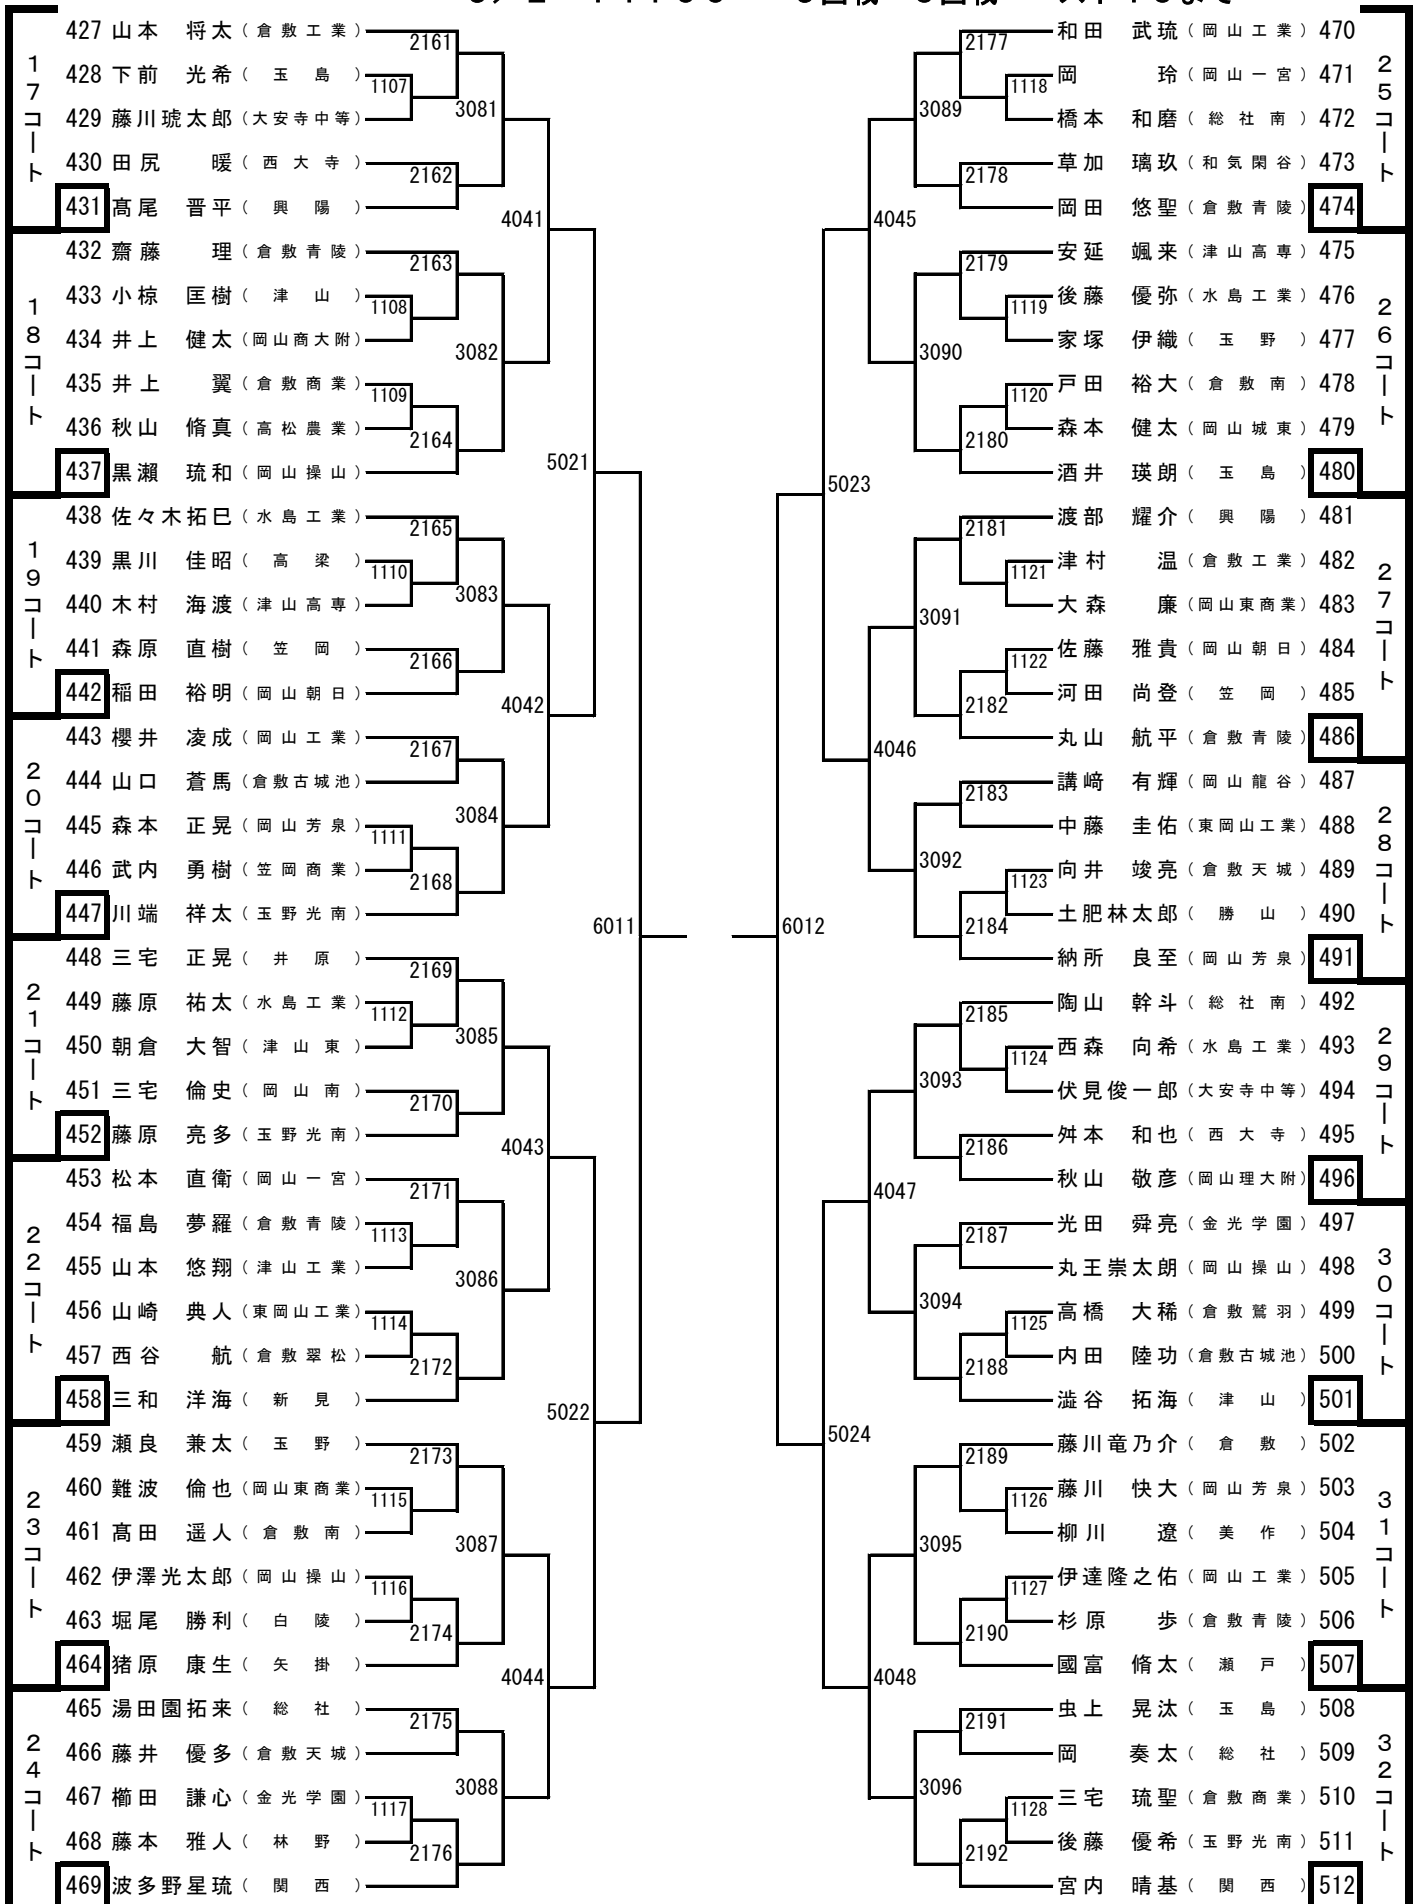 17コート
427 山本 将太 (倉敷工業)
428 下前 光希 (玉島)
429 藤川琥太郎 (大安寺中等)
430 田尻 暖 (西大寺)
431 髙尾 晋平 (興陽)
18コート
432 齋藤 理 (倉敷青陵)
433 小椋 匡樹 (津山)
434 井上 健太 (岡山商大附)
435 井上 翼 (倉敷商業)
436 秋山 脩真 (高松農業)
437 黒瀬 琉和 (岡山操山)
19コート
438 佐々木拓巳 (水島工業)
439 黒川 佳昭 (高梁)
440 木村 海渡 (津山高専)
441 森原 直樹 (笠岡)
442 稲田 裕明 (岡山朝日)
20コート
443 櫻井 凌成 (岡山工業)
444 山口 蒼馬 (倉敷古城池)
445 森本 正晃 (岡山芳泉)
446 武内 勇樹 (笠岡商業)
447 川端 祥太 (玉野光南)
21コート
448 三宅 正晃 (井原)
449 藤原 祐太 (水島工業)
450 朝倉 大智 (津山東)
451 三宅 倫史 (岡山南)
452 藤原 亮多 (玉野光南)
22コート
453 松本 直衛 (岡山一宮)
454 福島 夢羅 (倉敷青陵)
455 山本 悠翔 (津山工業)
456 山崎 典人 (東岡山工業)
457 西谷 航 (倉敷翠松)
458 三和 洋海 (新見)
23コート
459 瀬良 兼太 (玉野)
460 難波 倫也 (岡山東商業)
461 髙田 遥人 (倉敷南)
462 伊澤光太郎 (岡山操山)
463 堀尾 勝利 (白陵)
464 猪原 康生 (矢掛)
24コート
465 湯田園拓来 (総社)
466 藤井 優多 (倉敷天城)
467 櫛田 謙心 (金光学園)
468 藤本 雅人 (林野)
469 波多野星琉 (関西)
2161
1107
3081
2162
4041
2163
1108
3082
1109
2164
5021
2165
1110
3083
2166
4042
2167
3084
1111
2168
6011
2169
1112
3085
2170
4043
2171
1113
3086
1114
2172
5022
2173
1115
3087
1116
2174
4044
2175
3088
1117
2176
25コート
和田 武琉 (岡山工業) 470
岡 玲 (岡山一宮) 471
橋本 和磨 (総社南) 472
草加 璃玖 (和気閑谷) 473
岡田 悠聖 (倉敷青陵) 474
26コート
安延 颯来 (津山高専) 475
後藤 優弥 (水島工業) 476
家塚 伊織 (玉野) 477
戸田 裕大 (倉敷南) 478
森本 健太 (岡山城東) 479
酒井 瑛朗 (玉島) 480
27コート
渡部 耀介 (興陽) 481
津村 温 (倉敷工業) 482
大森 廉 (岡山東商業) 483
佐藤 雅貴 (岡山朝日) 484
河田 尚登 (笠岡) 485
丸山 航平 (倉敷青陵) 486
28コート
講﨑 有輝 (岡山龍谷) 487
中藤 圭佑 (東岡山工業) 488
向井 竣亮 (倉敷天城) 489
土肥林太郎 (勝山) 490
納所 良至 (岡山芳泉) 491
29コート
陶山 幹斗 (総社南) 492
西森 向希 (水島工業) 493
伏見俊一郎 (大安寺中等) 494
舛本 和也 (西大寺) 495
秋山 敬彦 (岡山理大附) 496
30コート
光田 舜亮 (金光学園) 497
丸王崇太朗 (岡山操山) 498
高橋 大稀 (倉敷鷲羽) 499
内田 陸功 (倉敷古城池) 500
澁谷 拓海 (津山) 501
31コート
藤川竜乃介 (倉敷) 502
藤川 快大 (岡山芳泉) 503
柳川 遼 (美作) 504
伊達隆之佑 (岡山工業) 505
杉原 歩 (倉敷青陵) 506
國富 脩太 (瀬戸) 507
32コート
虫上 晃汰 (玉島) 508
岡 奏太 (総社) 509
三宅 琉聖 (倉敷商業) 510
後藤 優希 (玉野光南) 511
宮内 晴基 (関西) 512
2177
1118
3089
2178
4045
2179
1119
3090
1120
2180
5023
2181
1121
3091
1122
2182
4046
2183
3092
1123
2184
6012
2185
1124
3093
2186
4047
2187
3094
1125
2188
5024
2189
1126
3095
1127
2190
4048
2191
3096
1128
2192